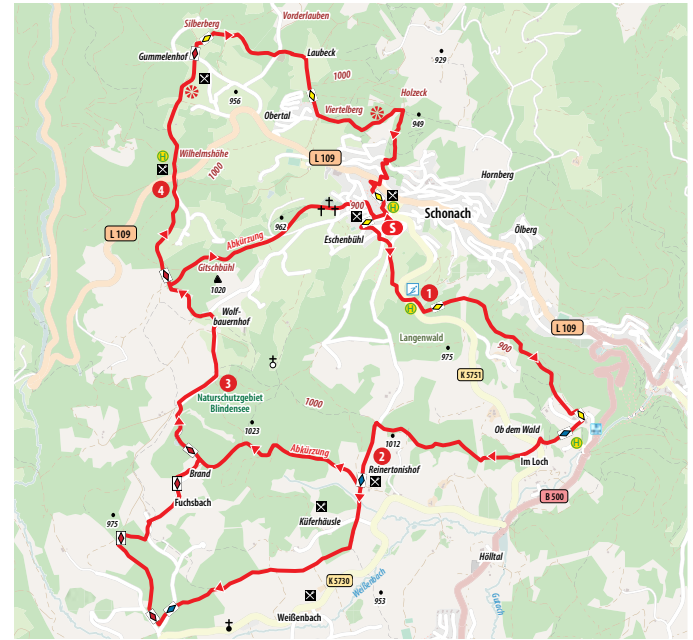 Silberberg
Vorderlauben
Gummelenhof
Laubeck
929
1000
Holzeck
956
Obertal
Viertelberg
949
Wilhelmshöhe
L 109
H
1000
4
Hornberg
900
H
Schonach
S
L 109
Abkürzung
962
Eschenbühl
Ölberg
Gitschbühl
1020
1
H
Wolf-
bauernhof
L 109
Langenwald
900
975
3
K 5751
Naturschutzgebiet
Blindensee
1000
1023
Ob dem Wald
1012
H
Abkürzung
2
Im Loch
Brand
Reinertonishof
Fuchsbach
B 500
975
Küferhäusle
Hölltal
K 5730
Weißenbach
Gutach
953
Weißenbach